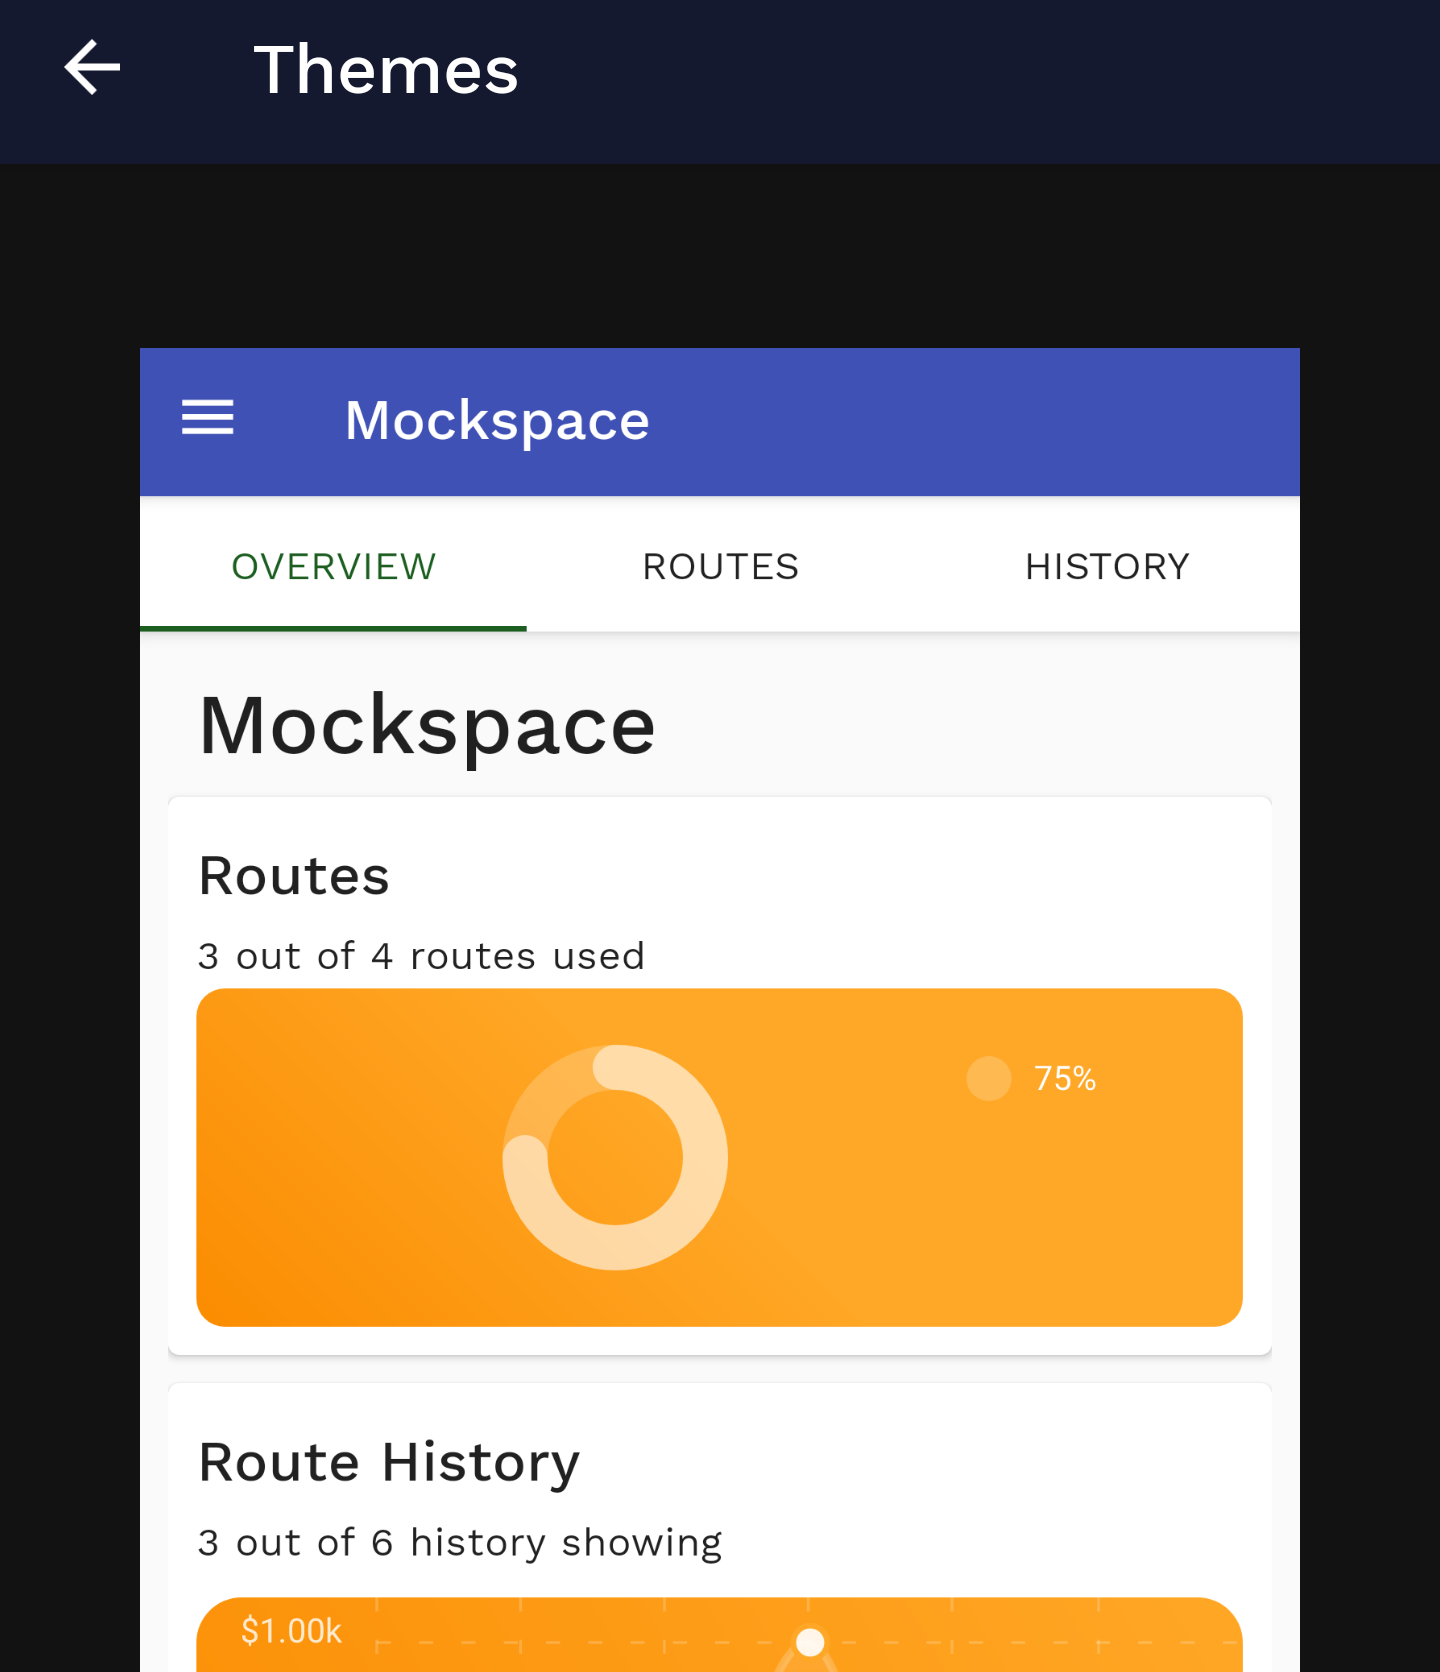 Themes
Mockspace
OVERVIEW ROUTES HISTORY
Mockspace
Routes
3 out of 4 routes used
75%
Route History
3 out of 6 history showing
$1.00k